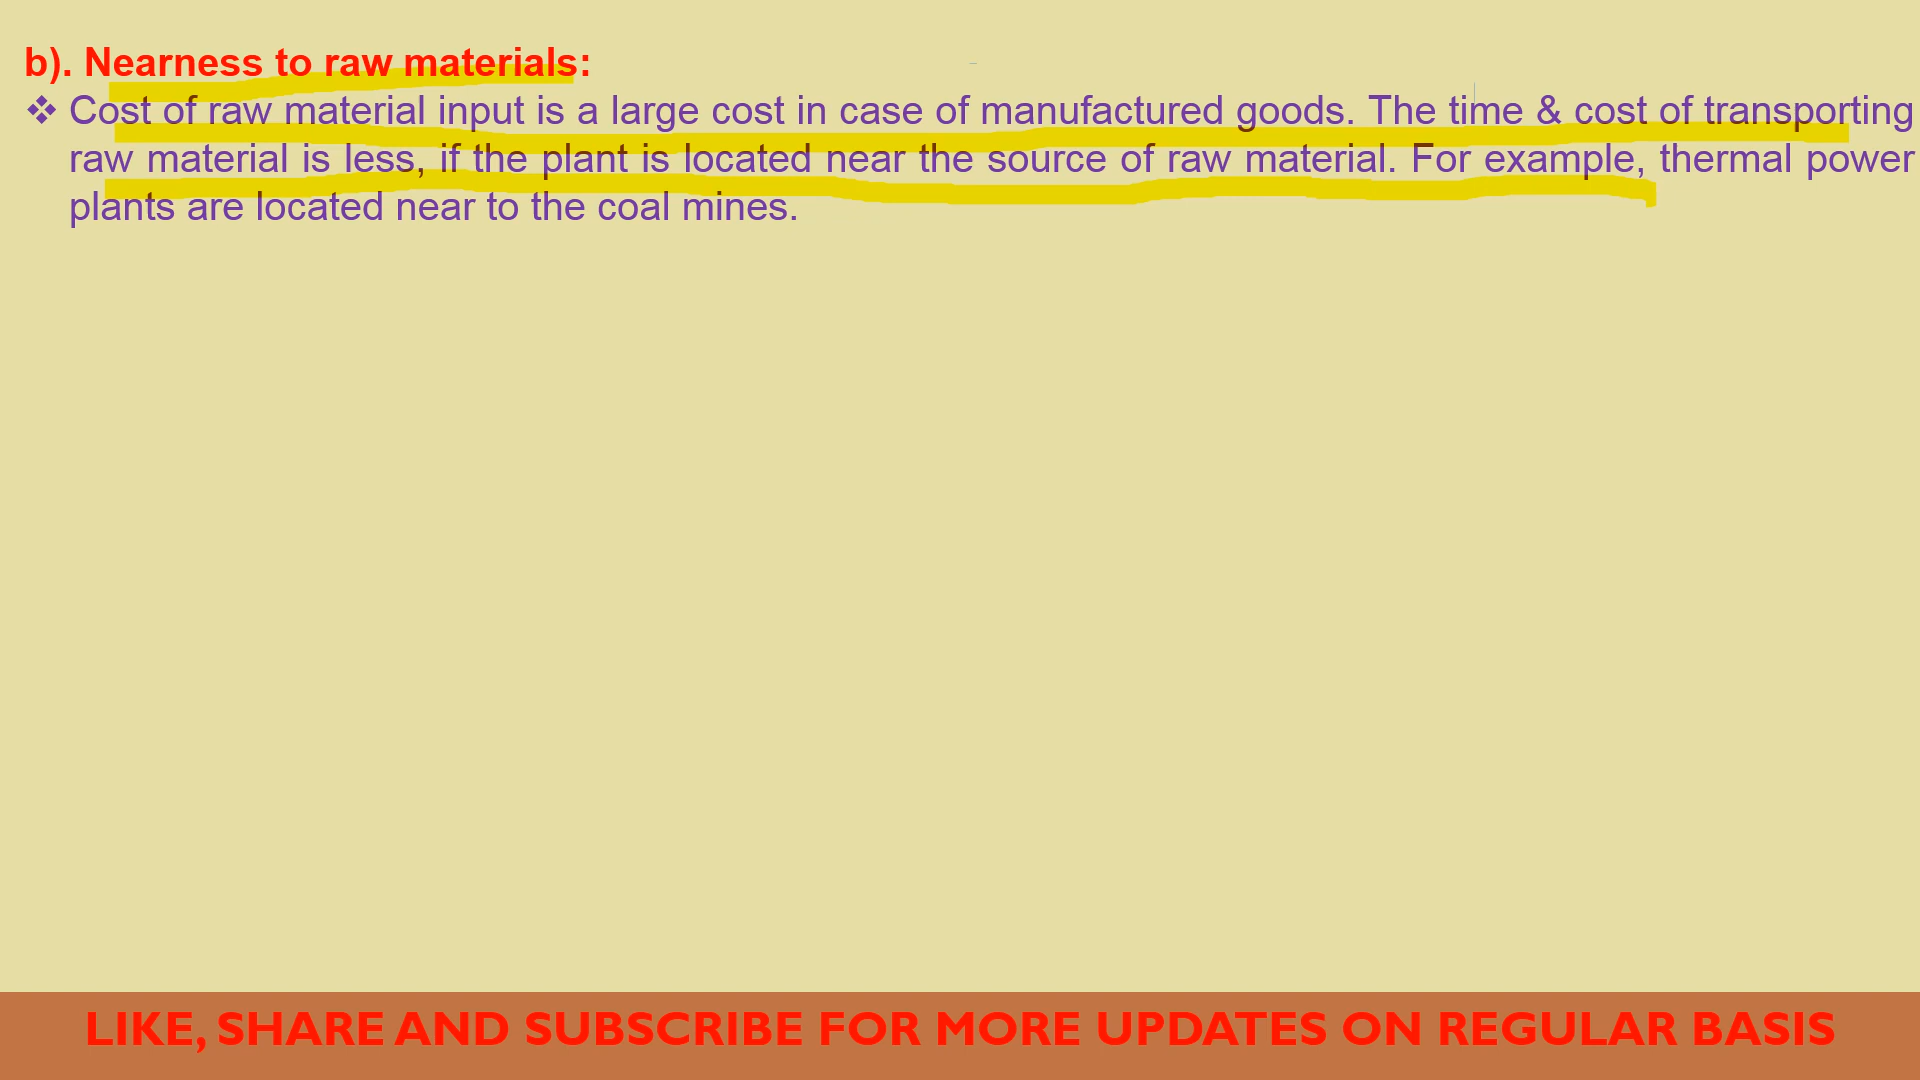 b). Nearness to raw materials:
❖ Cost of raw material input is a large cost in case of manufactured goods. The time & cost of transporting
raw material is less, if the plant is located near the source of raw material. For example, thermal power
plants are located near to the coal mines.
LIKE, SHARE AND SUBSCRIBE FOR MORE UPDATES ON REGULAR BASIS